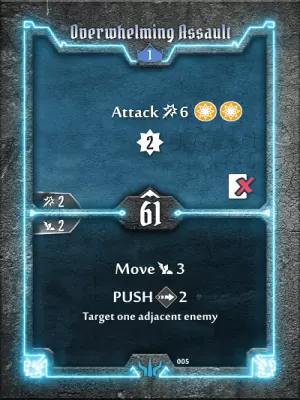 Overwhelming Assault
1
Attack 6
2
2
61
2
Move 3
PUSH 2
Target one adjacent enemy
005